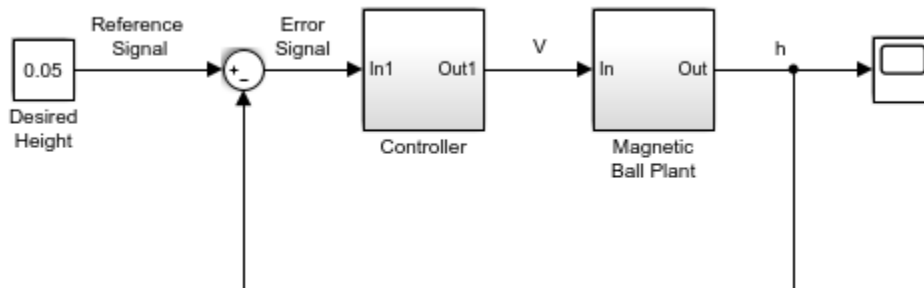 Reference
Signal
Error
Signal
0.05
+
-
In1
Out1
V
In
Out
h
Desired
Height
Controller
Magnetic
Ball Plant